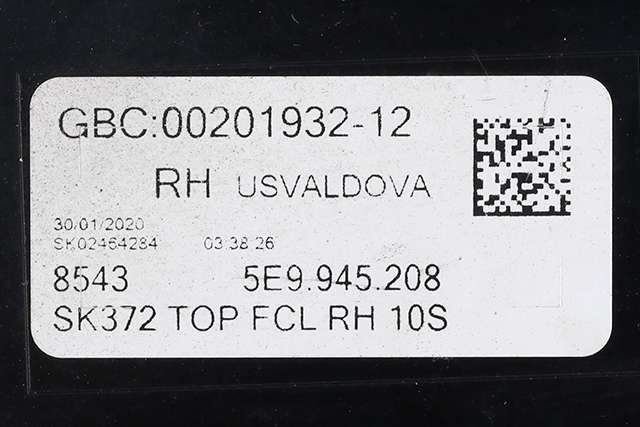 GBC:00201932-12
RH USVALDOVA
30/01/2020
SK02464284 03:38:26
8543 5E9.945.208
SK372 TOP FCL RH 10S